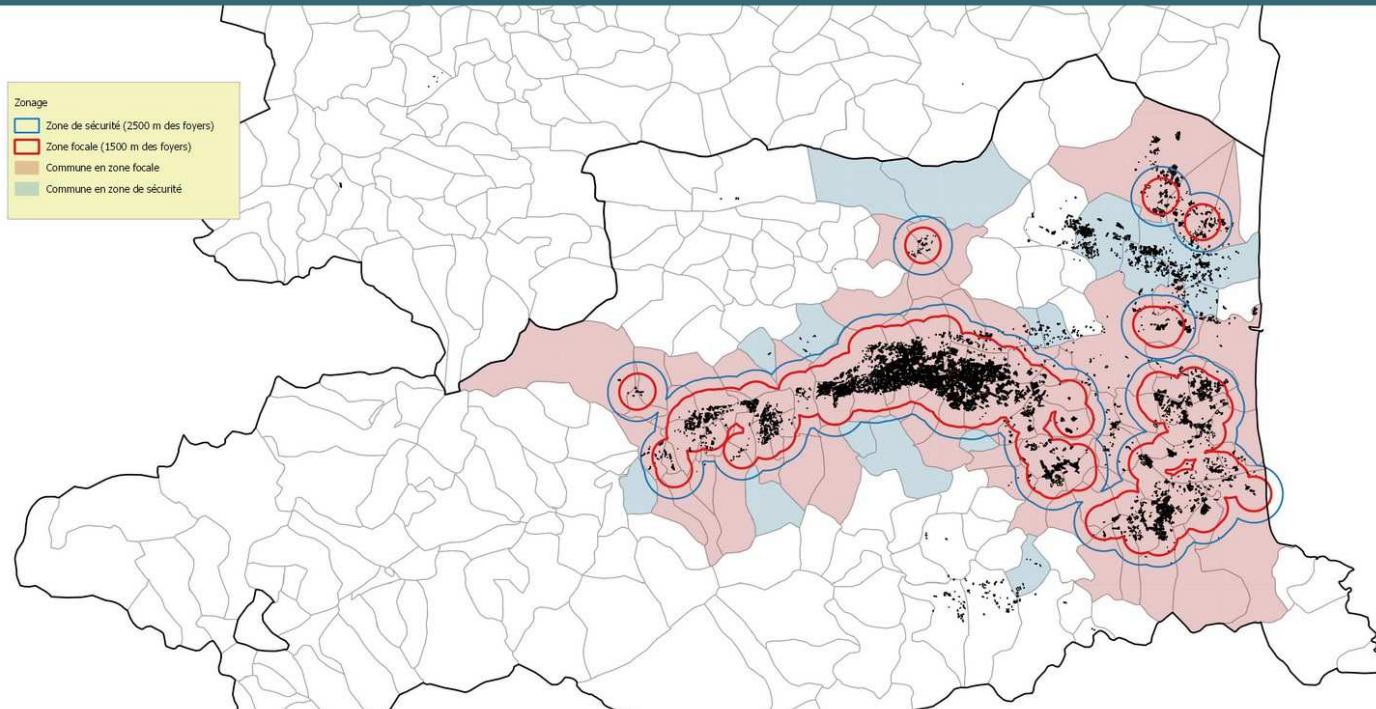 Zonage
Zone de sécurité (2500 m des foyers)
Zone focale (1500 m des foyers)
Commune en zone focale
Commune en zone de sécurité